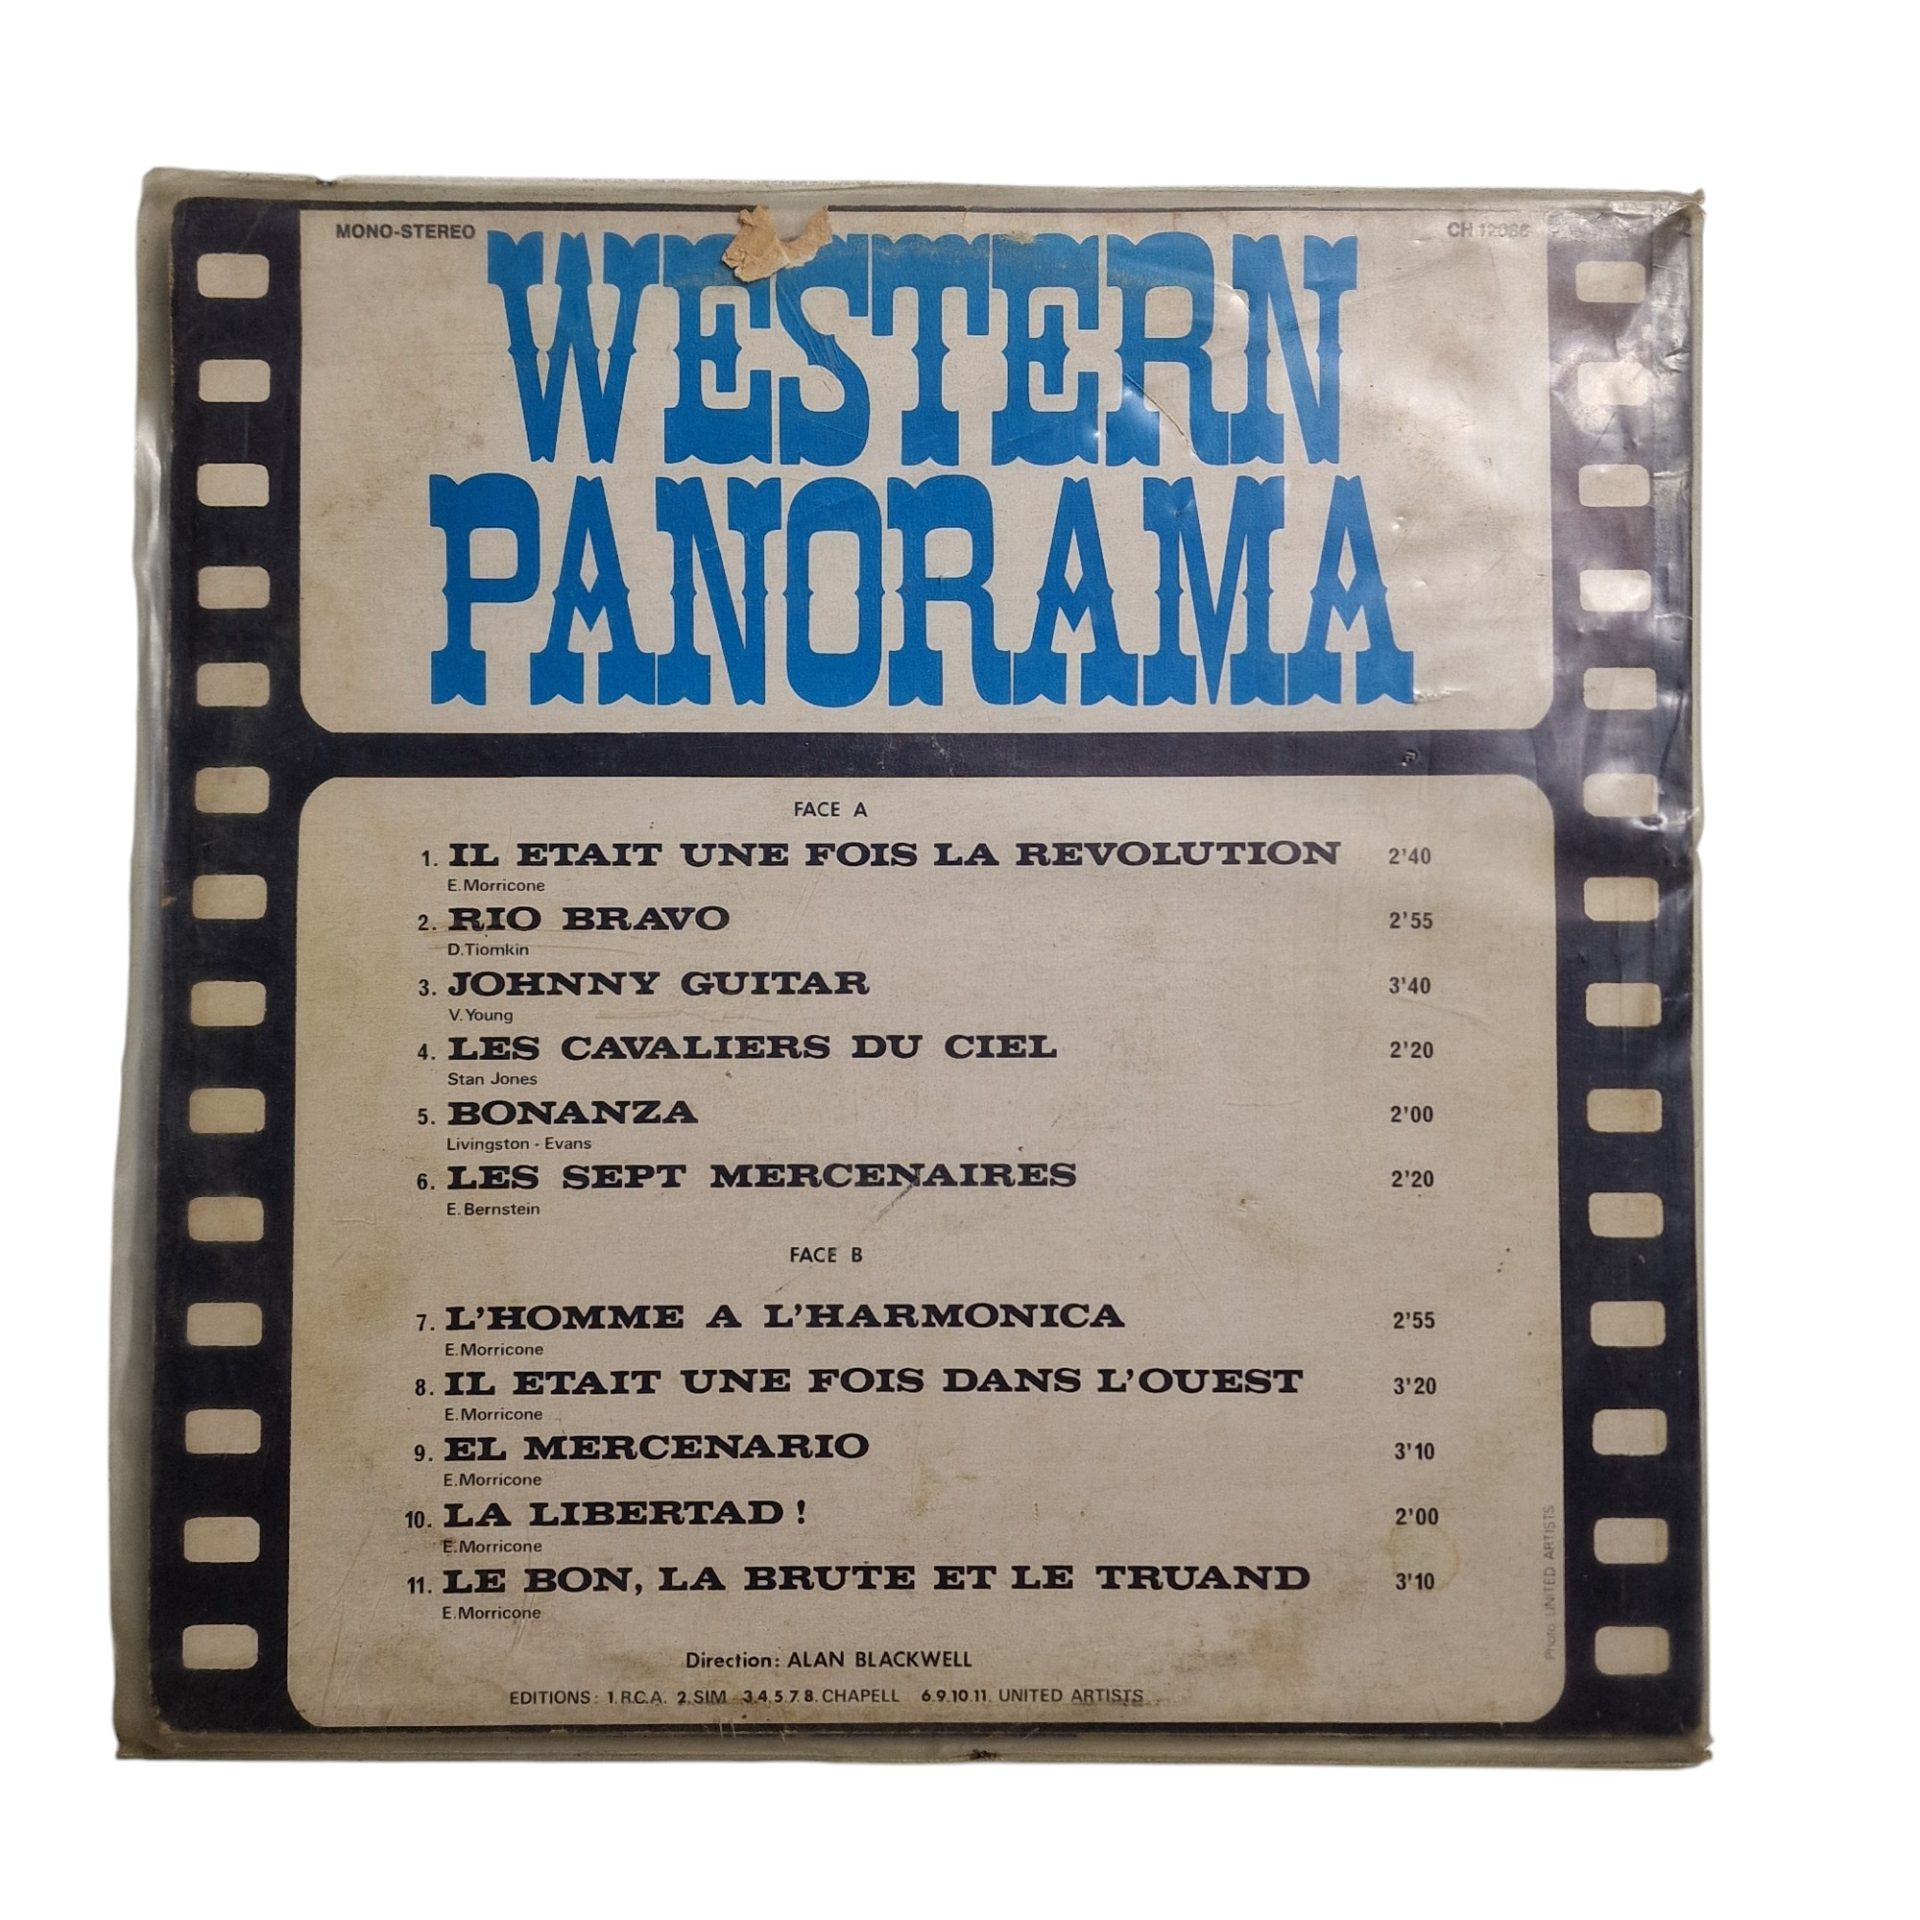 MONO-STEREO
CH 12086
WESTERN
PANORAMA
FACE A
1. IL ETAIT UNE FOIS LA REVOLUTION 2'40
E.Morricone
2. RIO BRAVO 2'55
D.Tiomkin
3. JOHNNY GUITAR 3'40
V.Young
4. LES CAVALIERS DU CIEL 2'20
Stan Jones
5. BONANZA 2'00
Livingston - Evans
6. LES SEPT MERCENAIRES 2'20
E.Bernstein
FACE B
7. L'HOMME A L'HARMONICA 2'55
E.Morricone
8. IL ETAIT UNE FOIS DANS L'OUEST 3'20
E.Morricone
9. EL MERCENARIO 3'10
E.Morricone
10. LA LIBERTAD ! 2'00
E.Morricone
11. LE BON, LA BRUTE ET LE TRUAND 3'10
E.Morricone
Direction: ALAN BLACKWELL
EDITIONS: 1.R.C.A. 2.SIM 3.4.5.7.8.CHAPELL 6.9.10.11. UNITED ARTISTS
Photo: UNITED ARTISTS